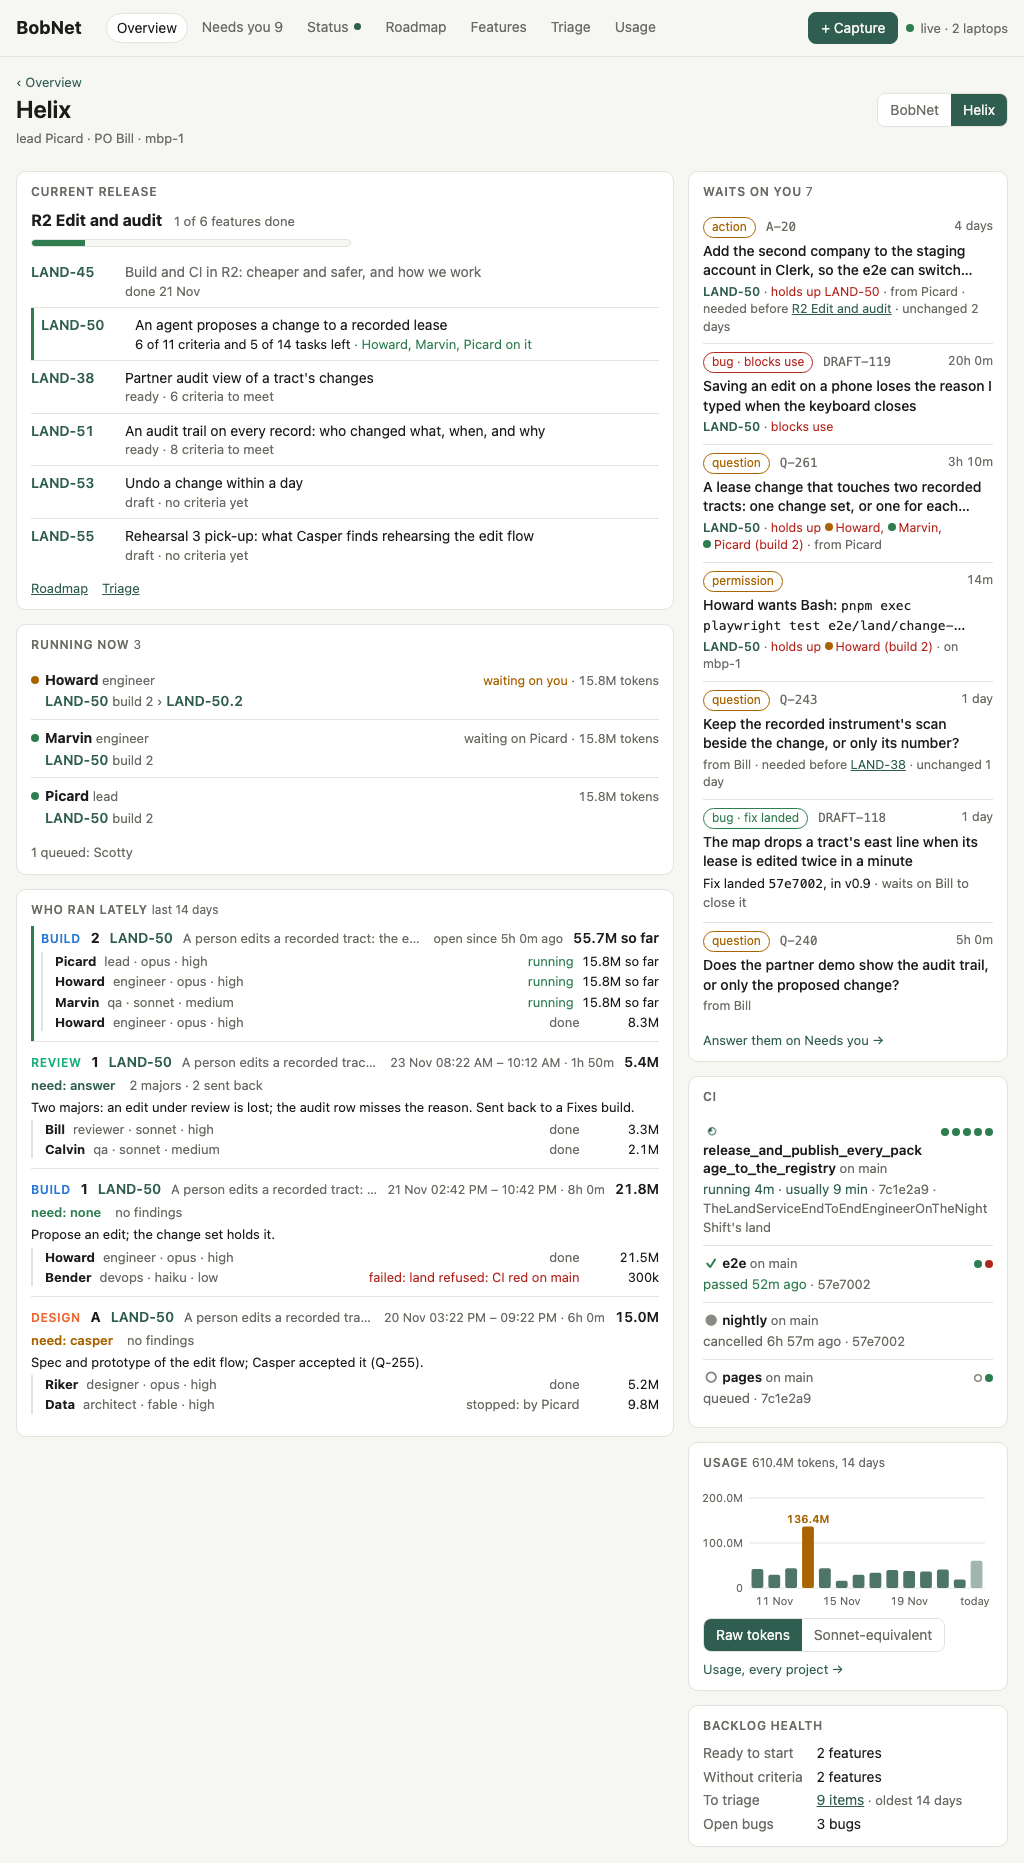 BobNet
Overview
Needs you 9
Status
Roadmap
Features
Triage
Usage
+ Capture
live · 2 laptops
‹ Overview
Helix
lead Picard · PO Bill · mbp-1
BobNet
Helix
CURRENT RELEASE
R2 Edit and audit 1 of 6 features done
LAND-45 Build and CI in R2: cheaper and safer, and how we work
done 21 Nov
LAND-50 An agent proposes a change to a recorded lease
6 of 11 criteria and 5 of 14 tasks left · Howard, Marvin, Picard on it
LAND-38 Partner audit view of a tract's changes
ready · 6 criteria to meet
LAND-51 An audit trail on every record: who changed what, when, and why
ready · 8 criteria to meet
LAND-53 Undo a change within a day
draft · no criteria yet
LAND-55 Rehearsal 3 pick-up: what Casper finds rehearsing the edit flow
draft · no criteria yet
Roadmap Triage
RUNNING NOW 3
Howard engineer waiting on you · 15.8M tokens
LAND-50 build 2 › LAND-50.2
Marvin engineer waiting on Picard · 15.8M tokens
LAND-50 build 2
Picard lead 15.8M tokens
LAND-50 build 2
1 queued: Scotty
WHO RAN LATELY last 14 days
BUILD 2 LAND-50 A person edits a recorded tract: the e... open since 5h 0m ago 55.7M so far
Picard lead · opus · high running 15.8M so far
Howard engineer · opus · high running 15.8M so far
Marvin qa · sonnet · medium running 15.8M so far
Howard engineer · opus · high done 8.3M
REVIEW 1 LAND-50 A person edits a recorded trac... 23 Nov 08:22 AM – 10:12 AM · 1h 50m 5.4M
need: answer 2 majors · 2 sent back
Two majors: an edit under review is lost; the audit row misses the reason. Sent back to a Fixes build.
Bill reviewer · sonnet · high done 3.3M
Calvin qa · sonnet · medium done 2.1M
BUILD 1 LAND-50 A person edits a recorded tract: ... 21 Nov 02:42 PM – 10:42 PM · 8h 0m 21.8M
need: none no findings
Propose an edit; the change set holds it.
Howard engineer · opus · high done 21.5M
Bender devops · haiku · low failed: land refused: CI red on main 300k
DESIGN A LAND-50 A person edits a recorded tra... 20 Nov 03:22 PM – 09:22 PM · 6h 0m 15.0M
need: casper no findings
Spec and prototype of the edit flow; Casper accepted it (Q-255).
Riker designer · opus · high done 5.2M
Data architect · fable · high stopped: by Picard 9.8M
WAITS ON YOU 7
action A-20 4 days
Add the second company to the staging
account in Clerk, so the e2e can switch...
LAND-50 · holds up LAND-50 · from Picard ·
needed before R2 Edit and audit · unchanged 2
days
bug · blocks use DRAFT-119 20h 0m
Saving an edit on a phone loses the reason I
typed when the keyboard closes
LAND-50 · blocks use
question Q-261 3h 10m
A lease change that touches two recorded
tracts: one change set, or one for each...
LAND-50 · holds up Howard, Marvin,
Picard (build 2) · from Picard
permission 14m
Howard wants Bash: pnpm exec
playwright test e2e/land/change-...
LAND-50 · holds up Howard (build 2) · on
mbp-1
question Q-243 1 day
Keep the recorded instrument's scan
beside the change, or only its number?
from Bill · needed before LAND-38 · unchanged 1
day
bug · fix landed DRAFT-118 1 day
The map drops a tract's east line when its
lease is edited twice in a minute
Fix landed 57e7002, in v0.9 · waits on Bill to
close it
question Q-240 5h 0m
Does the partner demo show the audit trail,
or only the proposed change?
from Bill
Answer them on Needs you →
CI
release_and_publish_every_pack
age_to_the_registry on main
running 4m · usually 9 min · 7c1e2a9 ·
TheLandServiceEndToEndEngineerOnTheNight
Shift's land
e2e on main
passed 52m ago · 57e7002
nightly on main
cancelled 6h 57m ago · 57e7002
pages on main
queued · 7c1e2a9
USAGE 610.4M tokens, 14 days
200.0M
136.4M
100.0M
0
11 Nov 15 Nov 19 Nov today
Raw tokens Sonnet-equivalent
Usage, every project →
BACKLOG HEALTH
Ready to start 2 features
Without criteria 2 features
To triage 9 items · oldest 14 days
Open bugs 3 bugs